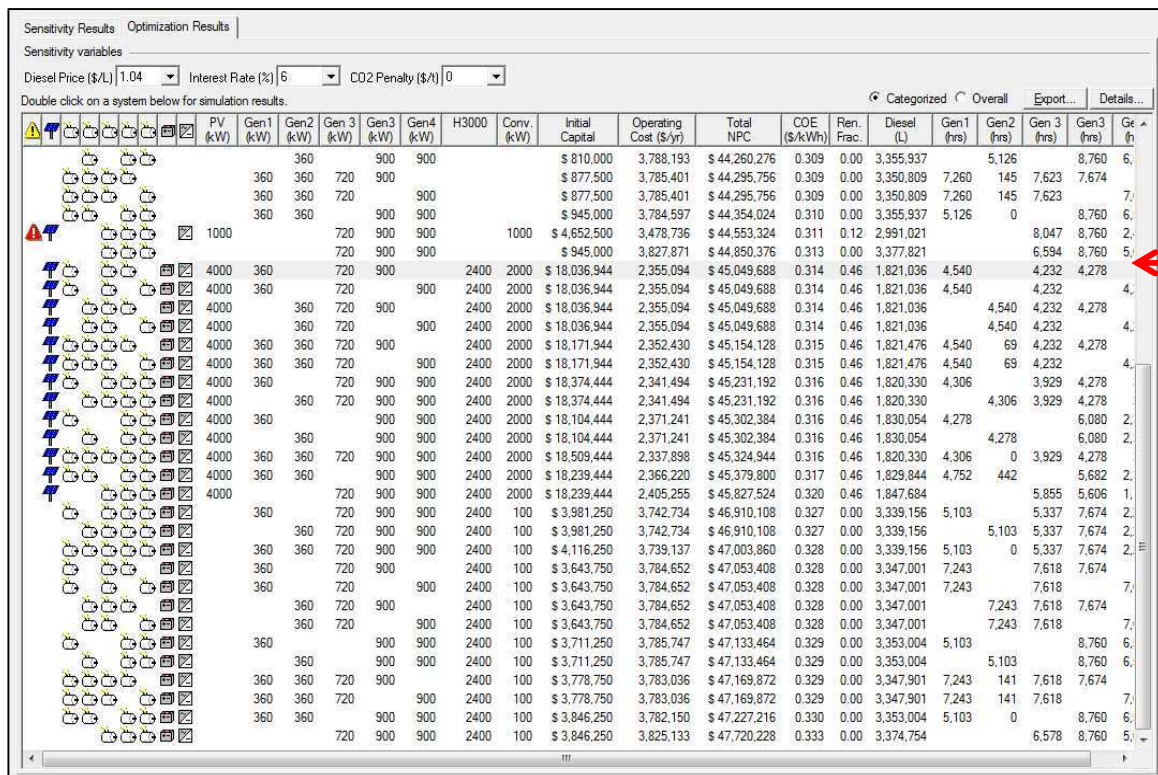 Sensitivity Results Optimization Results
Sensitivity variables
Diesel Price ($/L) 1.04 Interest Rate (%) 6 CO2 Penalty ($/t) 0
Double click on a system below for simulation results. Categorized Overall Export... Details...
PV (kW) Gen1 (kW) Gen2 (kW) Gen 3 (kW) Gen3 (kW) Gen4 (kW) H3000 Conv. (kW) Initial Capital Operating Cost ($/yr) Total NPC COE ($/kWh) Ren. Frac. Diesel (L) Gen1 (hrs) Gen2 (hrs) Gen 3 (hrs) Gen3 (hrs) Ge (h
360 900 900 $ 810,000 3,788,193 $ 44,260,276 0.309 0.00 3,355,937 5,126 8,760 6,
360 360 720 900 $ 877,500 3,785,401 $ 44,295,756 0.309 0.00 3,350,809 7,260 145 7,623 7,674
360 360 720 900 $ 877,500 3,785,401 $ 44,295,756 0.309 0.00 3,350,809 7,260 145 7,623 7,
360 360 900 900 $ 945,000 3,784,597 $ 44,354,024 0.310 0.00 3,355,937 5,126 0 8,760 6,
1000 720 900 900 1000 $ 4,652,500 3,478,736 $ 44,553,324 0.311 0.12 2,991,021 8,047 8,760 2,
720 900 900 $ 945,000 3,827,871 $ 44,850,376 0.313 0.00 3,377,821 6,594 8,760 5,
4000 360 720 900 2400 2000 $ 18,036,944 2,355,094 $ 45,049,688 0.314 0.46 1,821,036 4,540 4,232 4,278
4000 360 720 900 2400 2000 $ 18,036,944 2,355,094 $ 45,049,688 0.314 0.46 1,821,036 4,540 4,232 4,
4000 360 720 900 2400 2000 $ 18,036,944 2,355,094 $ 45,049,688 0.314 0.46 1,821,036 4,540 4,232 4,278
4000 360 720 900 2400 2000 $ 18,036,944 2,355,094 $ 45,049,688 0.314 0.46 1,821,036 4,540 4,232 4,
4000 360 360 720 900 2400 2000 $ 18,171,944 2,352,430 $ 45,154,128 0.315 0.46 1,821,476 4,540 69 4,232 4,278
4000 360 360 720 900 2400 2000 $ 18,171,944 2,352,430 $ 45,154,128 0.315 0.46 1,821,476 4,540 69 4,232 4,
4000 360 720 900 900 2400 2000 $ 18,374,444 2,341,494 $ 45,231,192 0.316 0.46 1,820,330 4,306 3,929 4,278
4000 360 720 900 900 2400 2000 $ 18,374,444 2,341,494 $ 45,231,192 0.316 0.46 1,820,330 4,306 3,929 4,278
4000 360 900 900 2400 2000 $ 18,104,444 2,371,241 $ 45,302,384 0.316 0.46 1,830,054 4,278 6,080 2,
4000 360 900 900 2400 2000 $ 18,104,444 2,371,241 $ 45,302,384 0.316 0.46 1,830,054 4,278 6,080 2,
4000 360 360 720 900 900 2400 2000 $ 18,509,444 2,337,898 $ 45,324,944 0.316 0.46 1,820,330 4,306 0 3,929 4,278
4000 360 360 900 900 2400 2000 $ 18,239,444 2,366,220 $ 45,379,800 0.317 0.46 1,829,844 4,752 442 5,682 2,
4000 720 900 900 2400 2000 $ 18,239,444 2,405,255 $ 45,827,524 0.320 0.46 1,847,684 5,855 5,606 1,
360 720 900 900 2400 100 $ 3,981,250 3,742,734 $ 46,910,108 0.327 0.00 3,339,156 5,103 5,337 7,674 2,
360 720 900 900 2400 100 $ 3,981,250 3,742,734 $ 46,910,108 0.327 0.00 3,339,156 5,103 5,337 7,674 2,
360 360 720 900 900 2400 100 $ 4,116,250 3,739,137 $ 47,003,860 0.328 0.00 3,339,156 5,103 0 5,337 7,674 2,
360 720 900 2400 100 $ 3,643,750 3,784,652 $ 47,053,408 0.328 0.00 3,347,001 7,243 7,618 7,674
360 720 900 2400 100 $ 3,643,750 3,784,652 $ 47,053,408 0.328 0.00 3,347,001 7,243 7,618 7,
360 720 900 2400 100 $ 3,643,750 3,784,652 $ 47,053,408 0.328 0.00 3,347,001 7,243 7,618 7,674
360 720 900 2400 100 $ 3,643,750 3,784,652 $ 47,053,408 0.328 0.00 3,347,001 7,243 7,618 7,
360 900 900 2400 100 $ 3,711,250 3,785,747 $ 47,133,464 0.329 0.00 3,353,004 5,103 8,760 6,
360 900 900 2400 100 $ 3,711,250 3,785,747 $ 47,133,464 0.329 0.00 3,353,004 5,103 8,760 6,
360 360 720 900 2400 100 $ 3,778,750 3,783,036 $ 47,169,872 0.329 0.00 3,347,901 7,243 141 7,618 7,674
360 360 720 900 2400 100 $ 3,778,750 3,783,036 $ 47,169,872 0.329 0.00 3,347,901 7,243 141 7,618 7,
360 360 900 900 2400 100 $ 3,846,250 3,782,150 $ 47,227,216 0.330 0.00 3,353,004 5,103 0 8,760 6,
720 900 900 2400 100 $ 3,846,250 3,825,133 $ 47,720,228 0.333 0.00 3,374,754 6,578 8,760 5,